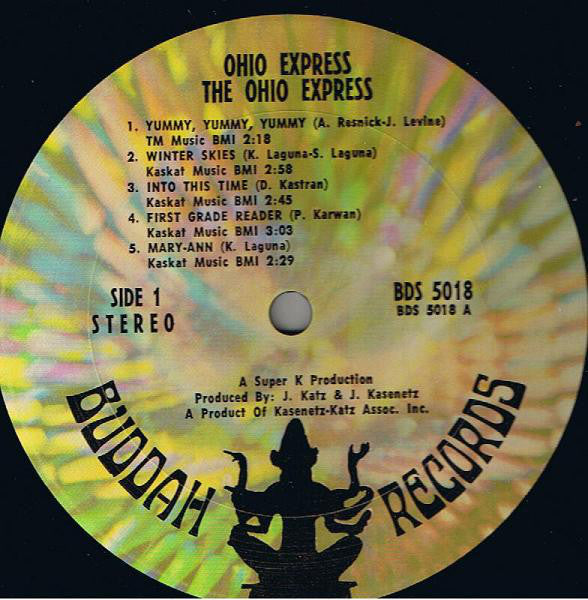 OHIO EXPRESS
THE OHIO EXPRESS
1. YUMMY, YUMMY, YUMMY (A. Resnick-J. Levine)
TM Music BMI 2:18
2. WINTER SKIES (K. Laguna-S. Laguna)
Kaskat Music BMI 2:58
3. INTO THIS TIME (D. Kastran)
Kaskat Music BMI 2:45
4. FIRST GRADE READER (P. Karwan)
Kaskat Music BMI 3:03
5. MARY-ANN (K. Laguna)
Kaskat Music BMI 2:29
SIDE 1
STEREO
BDS 5018
BDS 5018 A
A Super K Production
Produced By: J. Katz & J. Kasenetz
A Product Of Kasenetz-Katz Assoc. Inc.
BUDDAH RECORDS